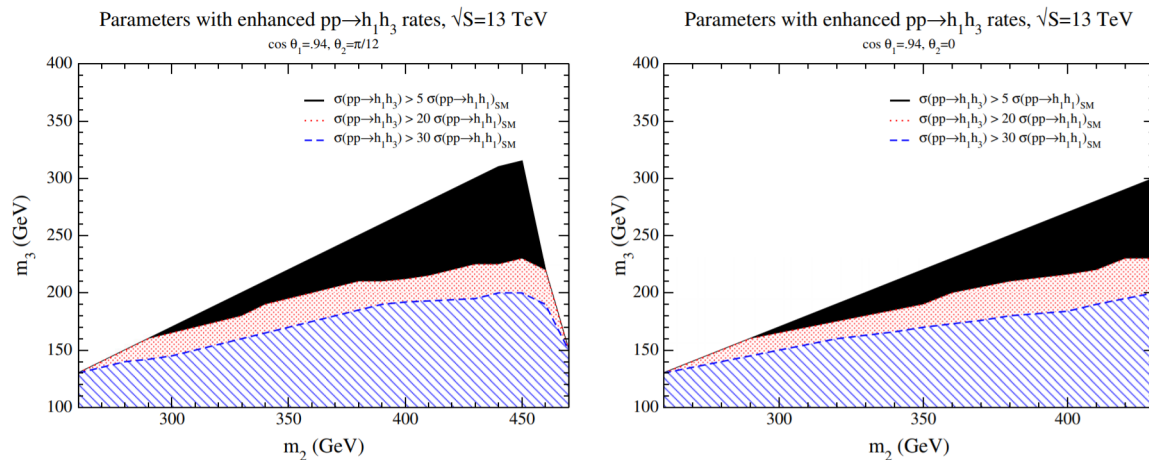 Parameters with enhanced pp→h₁h₃ rates, √S=13 TeV
cos θ₁=.94, θ₂=π/12
σ(pp→h₁h₃) > 5 σ(pp→h₁h₁)SM
σ(pp→h₁h₃) > 20 σ(pp→h₁h₁)SM
σ(pp→h₁h₃) > 30 σ(pp→h₁h₁)SM
400
350
300
250
200
150
100
m₃ (GeV)
300
350
400
450
m₂ (GeV)
Parameters with enhanced pp→h₁h₃ rates, √S=13 TeV
cos θ₁=.94, θ₂=0
σ(pp→h₁h₃) > 5 σ(pp→h₁h₁)SM
σ(pp→h₁h₃) > 20 σ(pp→h₁h₁)SM
σ(pp→h₁h₃) > 30 σ(pp→h₁h₁)SM
400
350
300
250
200
150
100
m₃ (GeV)
300
350
400
m₂ (GeV)